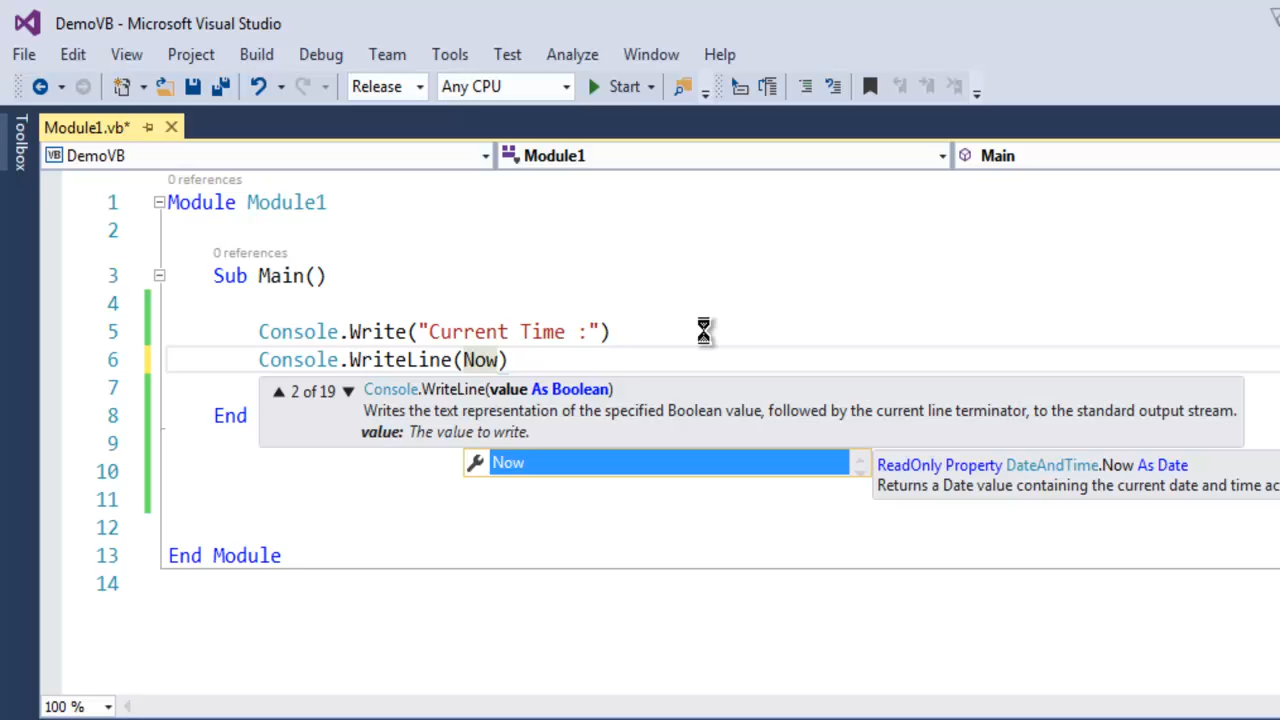 DemoVB - Microsoft Visual Studio
File Edit View Project Build Debug Team Tools Test Analyze Window Help
Release Any CPU Start
Toolbox
Module1.vb*
VB DemoVB Module1 Main
0 references
1 Module Module1
2
0 references
3 Sub Main()
4
5 Console.Write("Current Time :")
6 Console.WriteLine(Now)
7
2 of 19 Console.WriteLine(value As Boolean)
8 End
Writes the text representation of the specified Boolean value, followed by the current line terminator, to the standard output stream.
9
value: The value to write.
Now
ReadOnly Property DateAndTime.Now As Date
10
Returns a Date value containing the current date and time ac
11
12
13 End Module
14
100 %